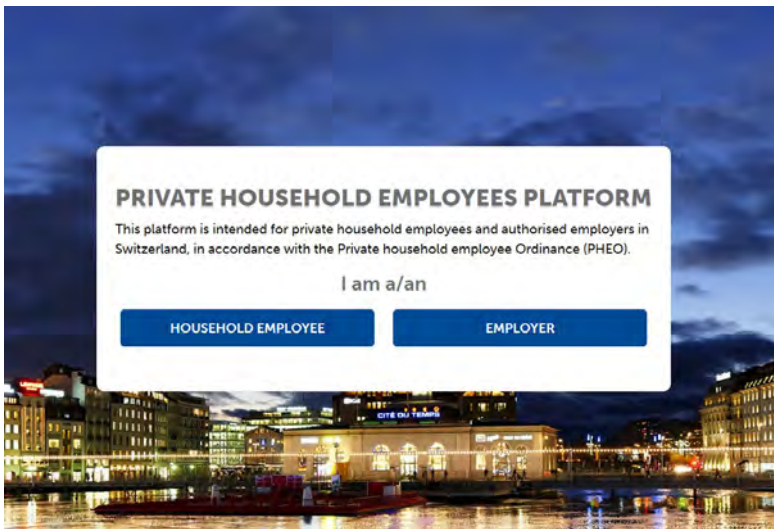 PRIVATE HOUSEHOLD EMPLOYEES PLATFORM
This platform is intended for private household employees and authorised employers in
Switzerland, in accordance with the Private household employee Ordinance (PHEO).
I am a/an
HOUSEHOLD EMPLOYEE
EMPLOYER
CITÉ DU TEMPS